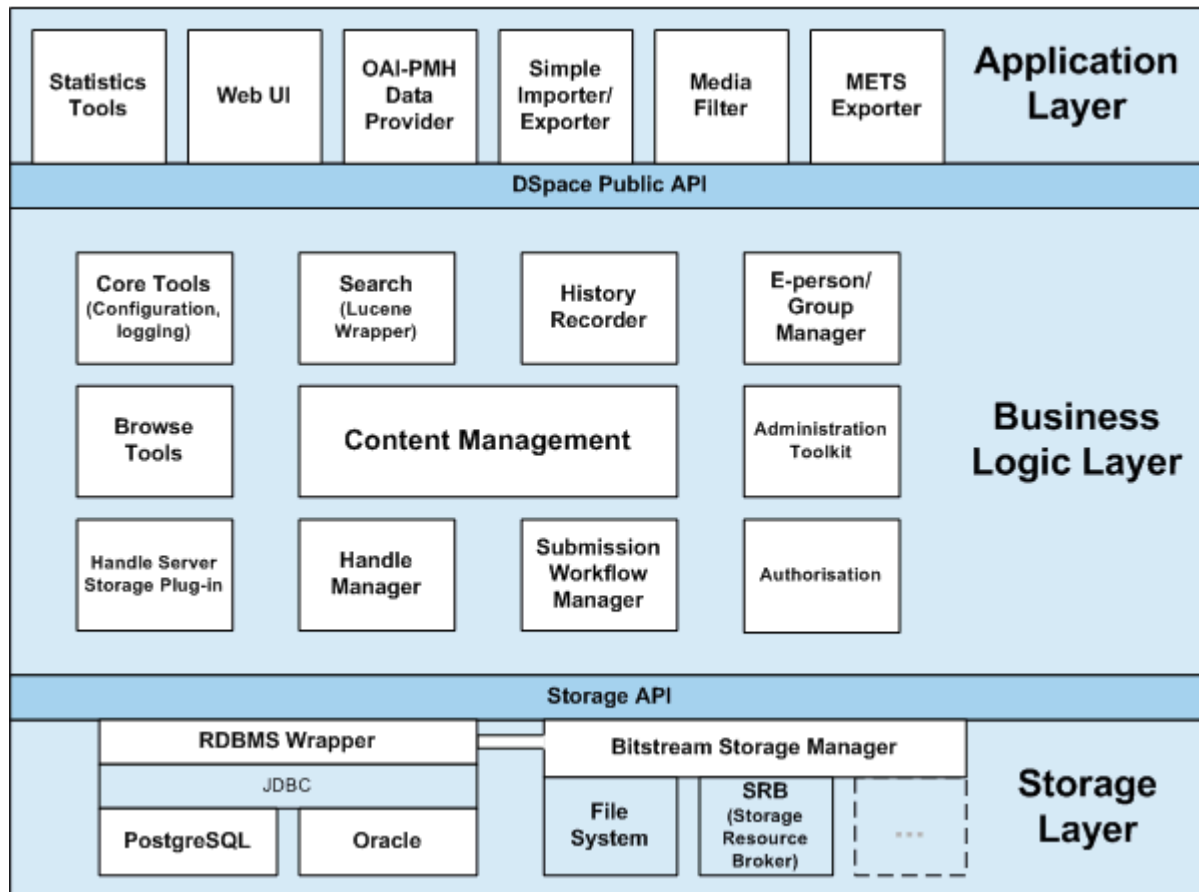 Statistics
Tools
Web UI
OAI-PMH
Data
Provider
Simple
Importer/
Exporter
Media
Filter
METS
Exporter
Application
Layer
DSpace Public API
Core Tools
(Configuration,
logging)
Search
(Lucene
Wrapper)
History
Recorder
E-person/
Group
Manager
Browse
Tools
Content Management
Administration
Toolkit
Business
Logic Layer
Handle Server
Storage Plug-in
Handle
Manager
Submission
Workflow
Manager
Authorisation
Storage API
RDBMS Wrapper
JDBC
PostgreSQL
Oracle
Bitstream Storage Manager
File
System
SRB
(Storage
Resource
Broker)
...
Storage
Layer